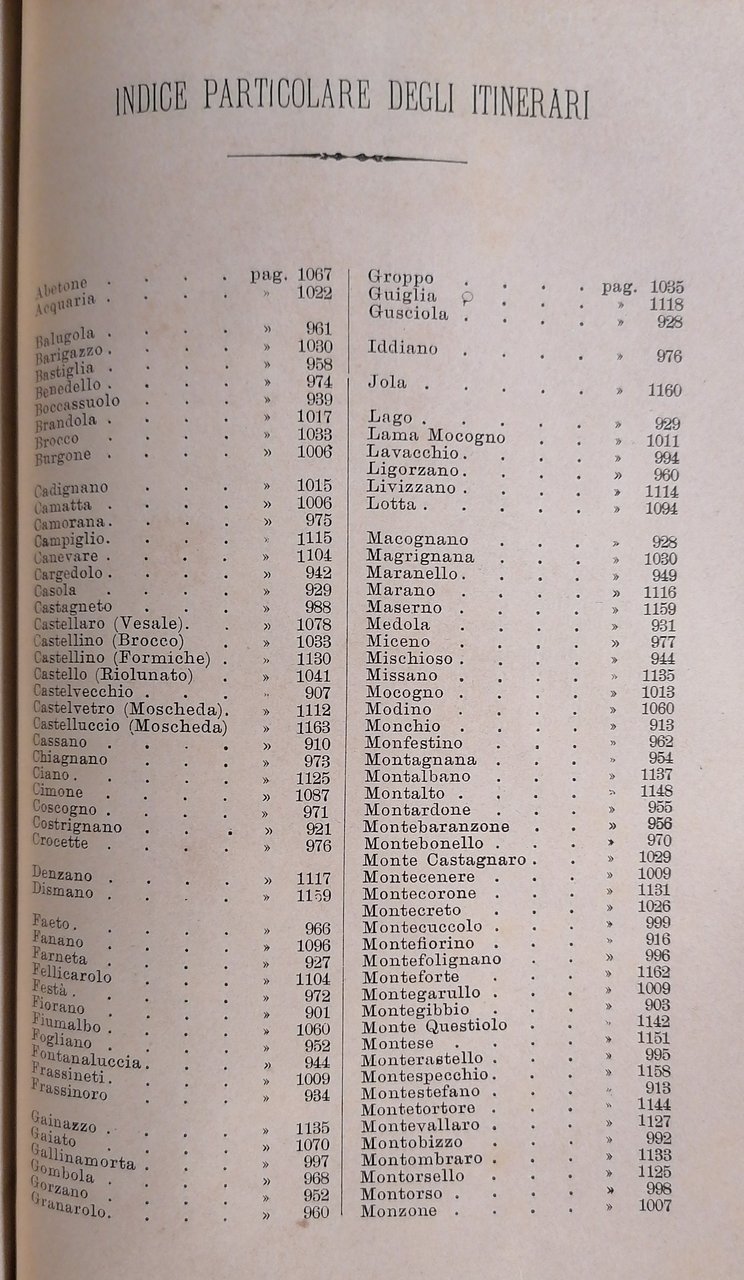 INDICE PARTICOLARE DEGLI ITINERARI
Abetone . . . . pag. 1067
Acquaria . . . . » 1022
Balugola . . . . » 961
Barigazzo . . . . » 1030
Bastiglia . . . . » 958
Benedello . . . . » 974
Boccassuolo . . . » 939
Brandola . . . . » 1017
Brocco . . . . » 1033
Burgone . . . . » 1006
Cadignano . . . » 1015
Camatta . . . . » 1006
Camorana . . . . » 975
Campiglio . . . . » 1115
Canevare . . . . » 1104
Cargedolo . . . . » 942
Casola . . . . » 929
Castagneto . . . » 988
Castellaro (Vesale) . . » 1078
Castellino (Brocco) . » 1033
Castellino (Formiche) . » 1130
Castello (Riolunato) . » 1041
Castelvecchio . . . » 907
Castelvetro (Moscheda) . » 1112
Castelluccio (Moscheda) » 1163
Cassano . . . . » 910
Chiagnano . . . » 973
Ciano . . . . . » 1125
Cimone . . . . » 1087
Coscogno . . . . » 971
Costrignano . . . » 921
Crocette . . . . » 976
Denzano . . . . » 1117
Dismano . . . . » 1159
Faeto . . . . . » 966
Fanano . . . . » 1096
Farneta . . . . » 927
Fellicarolo . . . » 1104
Festà . . . . . » 972
Fiorano . . . . » 901
Fiumalbo . . . . » 1060
Fogliano . . . . » 952
Fontanaluccia . . . » 944
Frassineti . . . . » 1009
Frassinoro . . . » 934
Gainazzo . . . . » 1135
Gaiato . . . . » 1070
Gallinamorta . . . » 997
Gombola . . . . » 968
Gorzano . . . . » 952
Granarolo . . . . » 960
Groppo . . . . pag. 1035
Guiglia . . . . » 1118
Gusciola . . . . » 928
Iddiano . . . . » 976
Jola . . . . » 1160
Lago . . . . . » 929
Lama Mocogno . . » 1011
Lavacchio . . . . » 994
Ligorzano . . . . » 960
Livizzano . . . . » 1114
Lotta . . . . . » 1094
Macognano . . . » 928
Magrignana . . . » 1030
Maranello . . . . » 949
Marano . . . . » 1116
Maserno . . . . » 1159
Medola . . . . » 931
Miceno . . . . » 977
Mischioso . . . . » 944
Missano . . . . » 1135
Mocogno . . . . » 1013
Modino . . . . » 1060
Monchio . . . . » 913
Monfestino . . . » 962
Montagnana . . . » 954
Montalbano . . . » 1137
Montalto . . . . » 1148
Montardone . . . » 955
Montebaranzone . . » 956
Montebonello . . . » 970
Monte Castagnaro . . » 1029
Montecenere . . . » 1009
Montecorone . . . » 1131
Montecreto . . . » 1026
Montecuccolo . . . » 999
Montefiorino . . . » 916
Montefolignano . . » 996
Monteforte . . . » 1162
Montegarullo . . . » 1009
Montegibbio . . . » 903
Monte Questiolo . . » 1142
Montese . . . . » 1151
Monterastello . . . » 995
Montespecchio . . . » 1158
Montestefano . . . » 913
Montetortore . . . » 1144
Montevallaro . . . » 1127
Montobizzo . . . » 992
Montombraro . . . » 1133
Montorsello . . . » 1125
Montorso . . . . » 998
Monzone . . . . » 1007